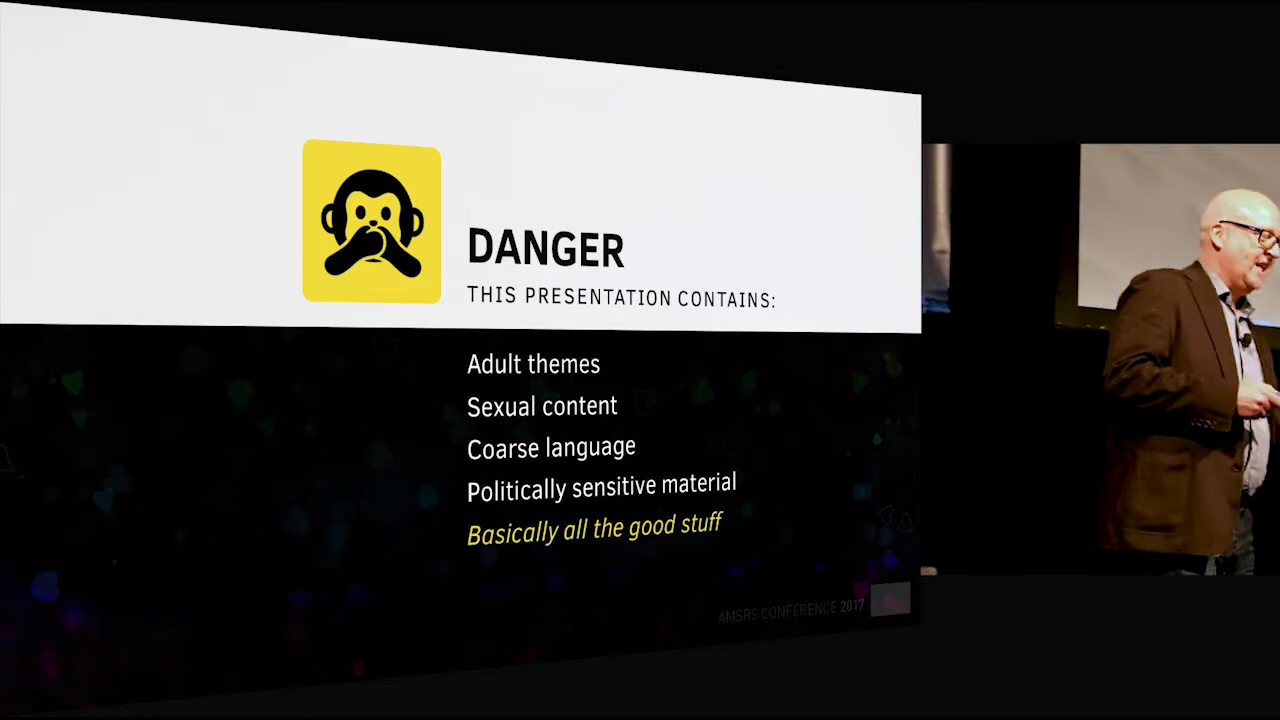 DANGER
THIS PRESENTATION CONTAINS:
Adult themes
Sexual content
Coarse language
Politically sensitive material
Basically all the good stuff
AMSRS CONFERENCE 2017